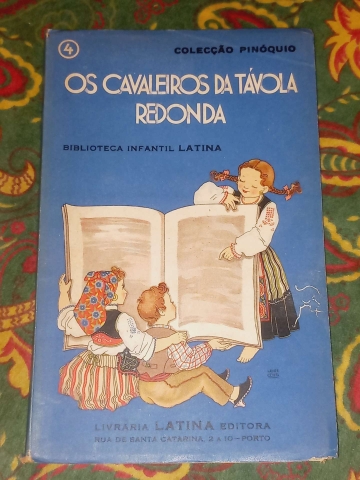 4
COLECÇÃO PINÓQUIO
OS CAVALEIROS DA TÁVOLA
REDONDA
BIBLIOTECA INFANTIL LATINA
LIVRARIA LATINA EDITORA
RUA DE SANTA CATARINA, 2 A 10-PORTO